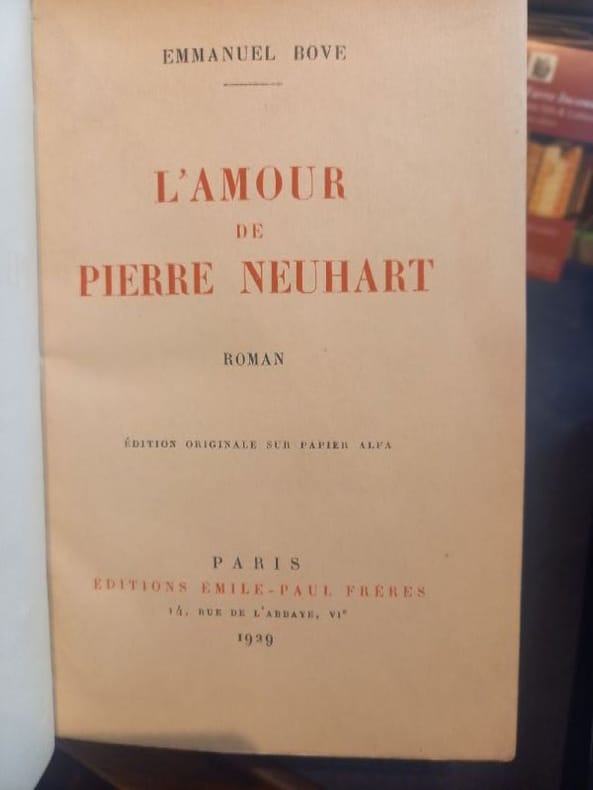 EMMANUEL BOVE
L'AMOUR
DE
PIERRE NEUHART
ROMAN
ÉDITION ORIGINALE SUR PAPIER ALFA
PARIS
ÉDITIONS ÉMILE-PAUL FRÈRES
14, RUE DE L'ABBAYE, VIe
1929